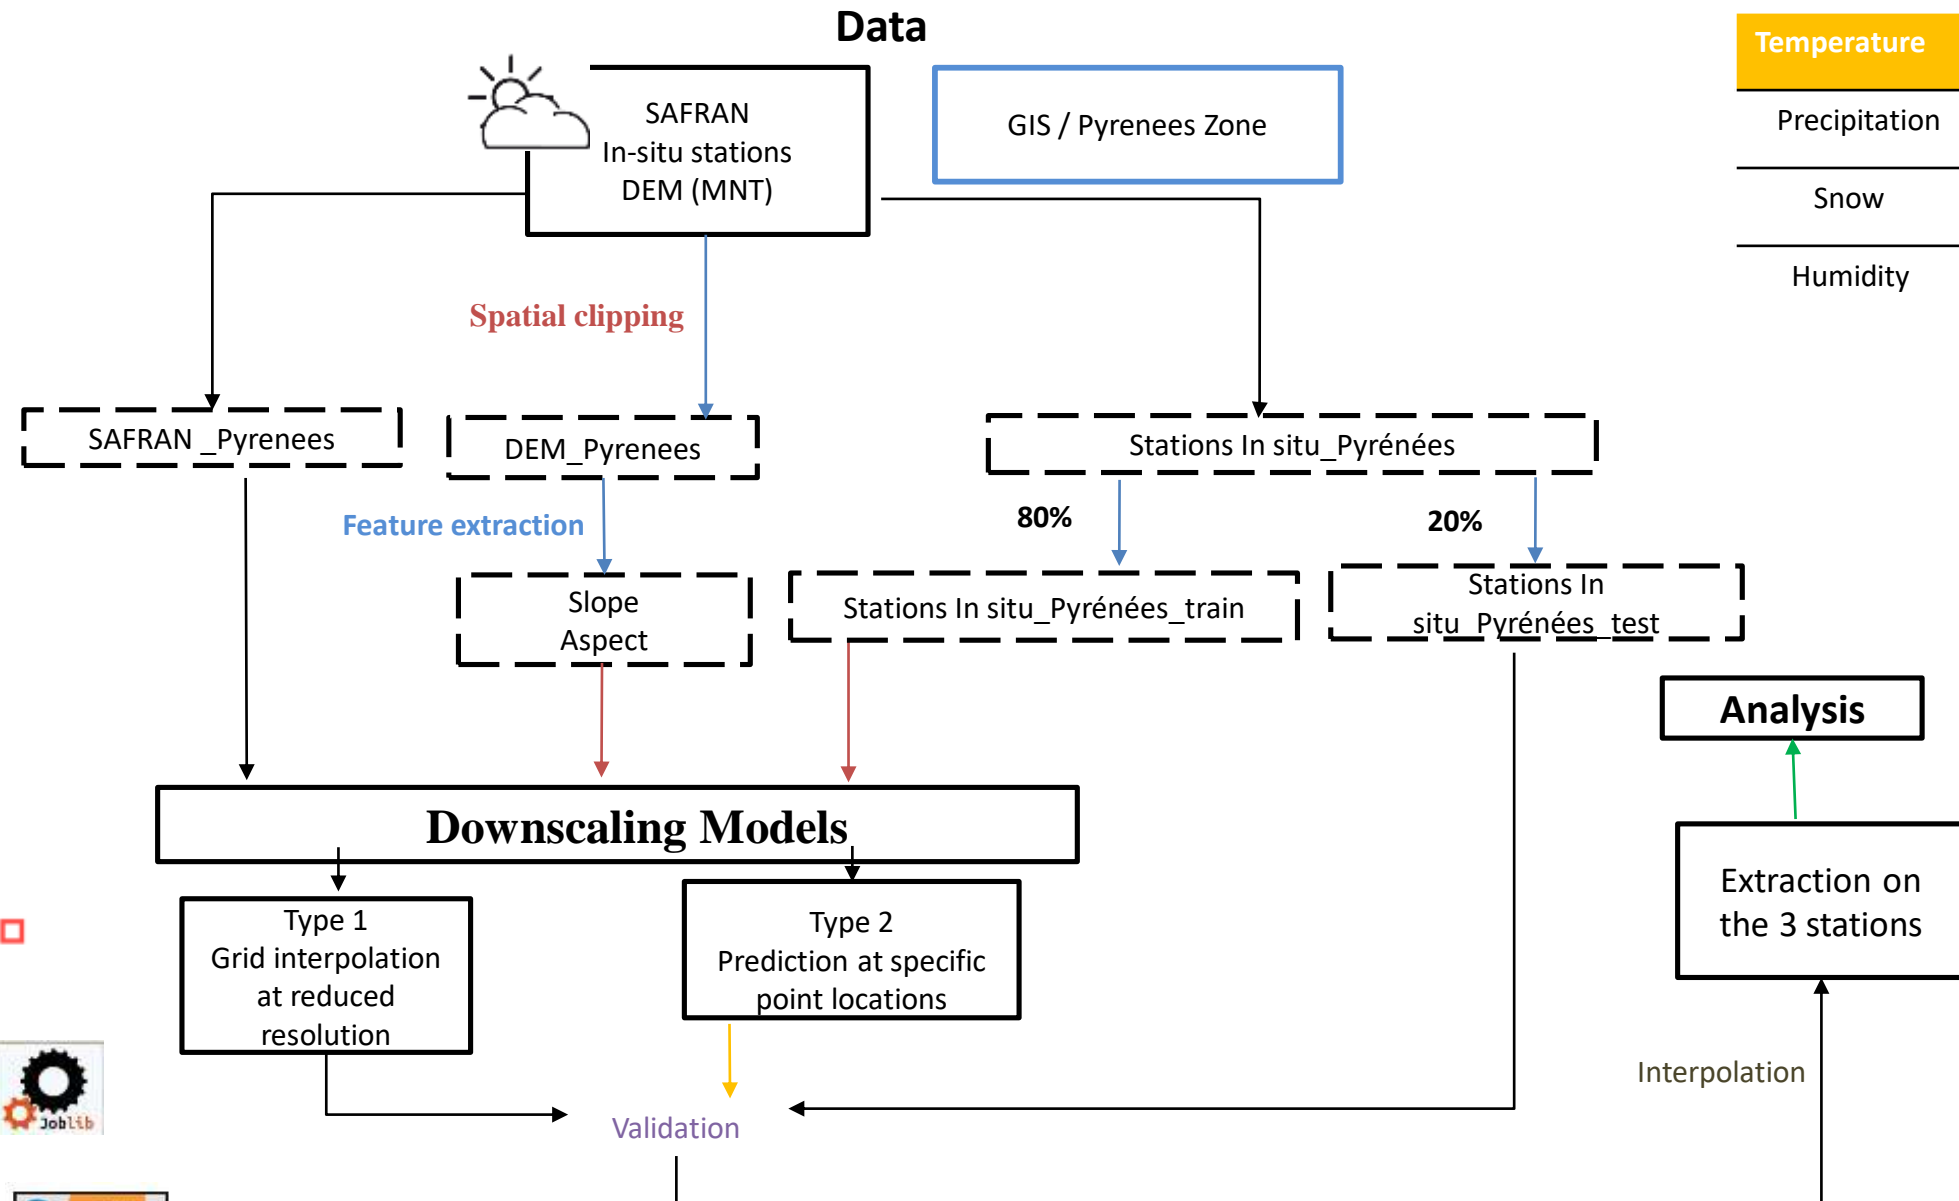 Data
Temperature
SAFRAN
In-situ stations
DEM (MNT)
GIS / Pyrenees Zone
Precipitation
Snow
Humidity
Spatial clipping
SAFRAN _Pyrenees
DEM_Pyrenees
Stations In situ_Pyrénées
Feature extraction
80%
20%
Slope
Aspect
Stations In situ_Pyrénées_train
Stations In
situ_Pyrénées_test
Analysis
Downscaling Models
Extraction on
the 3 stations
Type 1
Grid interpolation
at reduced
resolution
Type 2
Prediction at specific
point locations
Interpolation
Joblib
Validation